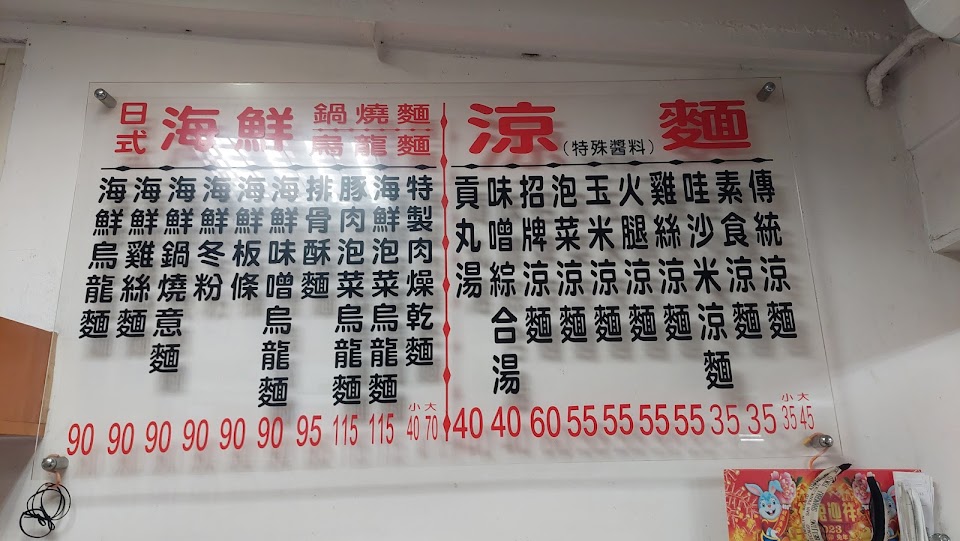 日式 海鮮 鍋燒麵 烏龍麵
海鮮烏龍麵
海鮮雞絲麵
海鮮鍋燒意麵
海鮮冬粉
海鮮板條
海鮮味噌烏龍麵
排骨酥麵
豚肉泡菜烏龍麵
海鮮泡菜烏龍麵
特製肉燥乾麵
小 大
90 90 90 90 90 90 95 115 115 40 70
涼麵
(特殊醬料)
貢丸湯
味噌綜合湯
招牌涼麵
泡菜涼麵
玉米涼麵
火腿涼麵
雞絲涼麵
哇沙米涼麵
素食涼麵
傳統涼麵
小 大
40 40 60 55 55 55 55 35 35 35 45
迎祥
2023